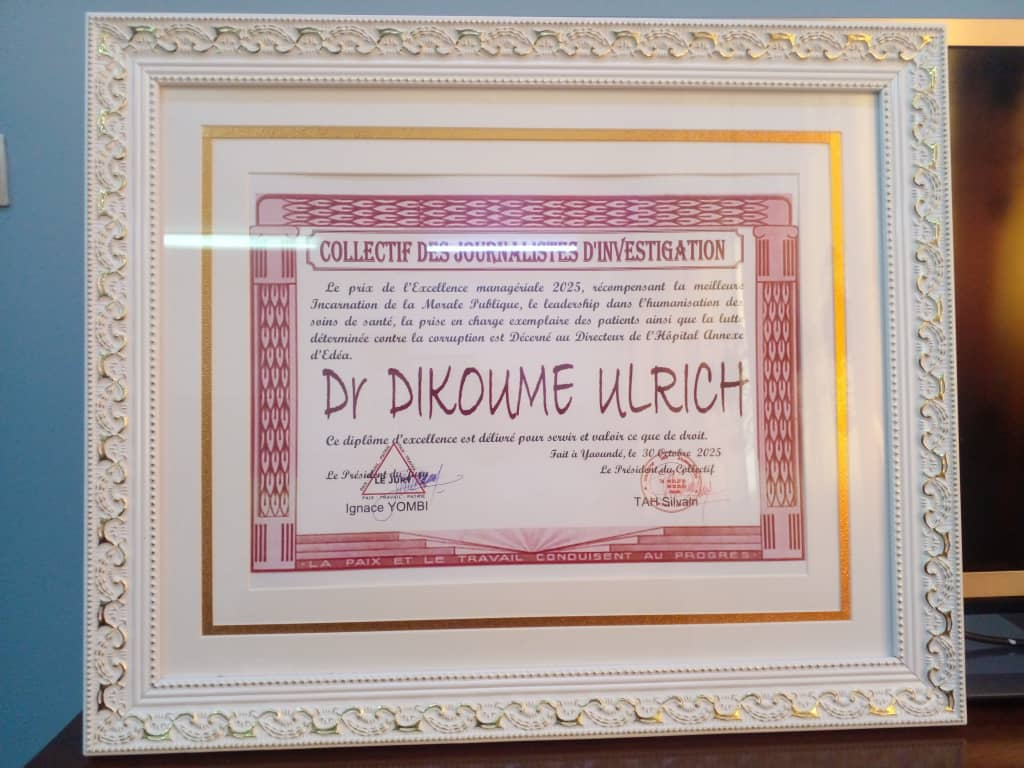 COLLECTIF DES JOURNALISTES D'INVESTIGATION
Le prix de l'Excellence managériale 2025, récompensant la meilleure
Incarnation de la Morale Publique, le leadership dans l'humanisation des
soins de santé, la prise en charge exemplaire des patients ainsi que la lutte
déterminée contre la corruption est Décerné au Directeur de l'Hôpital Annexe
d'Edéa.
Dr DIKOUME ULRICH
Ce diplôme d'excellence est délivré pour servir et valoir ce que de droit.
Fait à Yaoundé, le 30 Octobre 2025
Le Président du Jury
Le Président du Collectif
LE JURY
PAIX - TRAVAIL - PATRIE
Ignace YOMBI
TAH Silvain
LA PAIX ET LE TRAVAIL CONDUISENT AU PROGRES